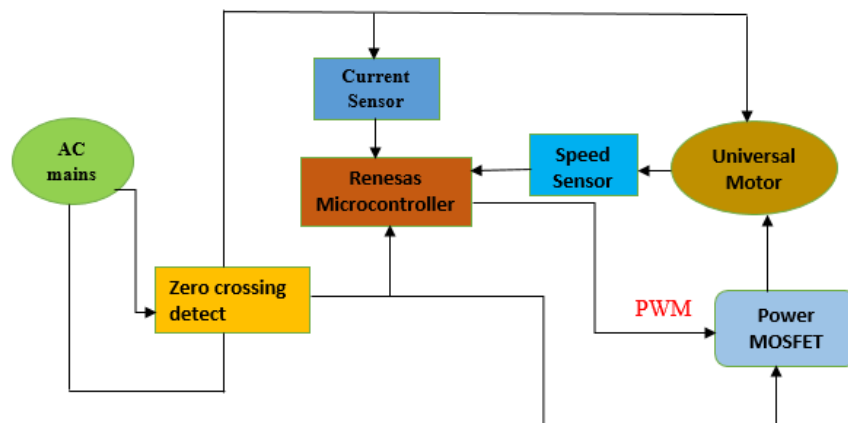 Current
Sensor
AC
mains
Renesas
Microcontroller
Speed
Sensor
Universal
Motor
Zero crossing
detect
PWM
Power
MOSFET